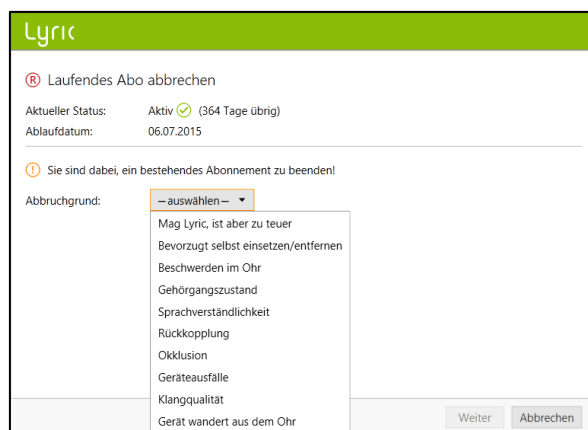 Lyric
R Laufendes Abo abbrechen
Aktueller Status: Aktiv (364 Tage übrig)
Ablaufdatum: 06.07.2015
! Sie sind dabei, ein bestehendes Abonnement zu beenden!
Abbruchgrund: – auswählen –
Mag Lyric, ist aber zu teuer
Bevorzugt selbst einsetzen/entfernen
Beschwerden im Ohr
Gehörgangszustand
Sprachverständlichkeit
Rückkopplung
Okklusion
Geräteausfälle
Klangqualität
Gerät wandert aus dem Ohr
Weiter Abbrechen